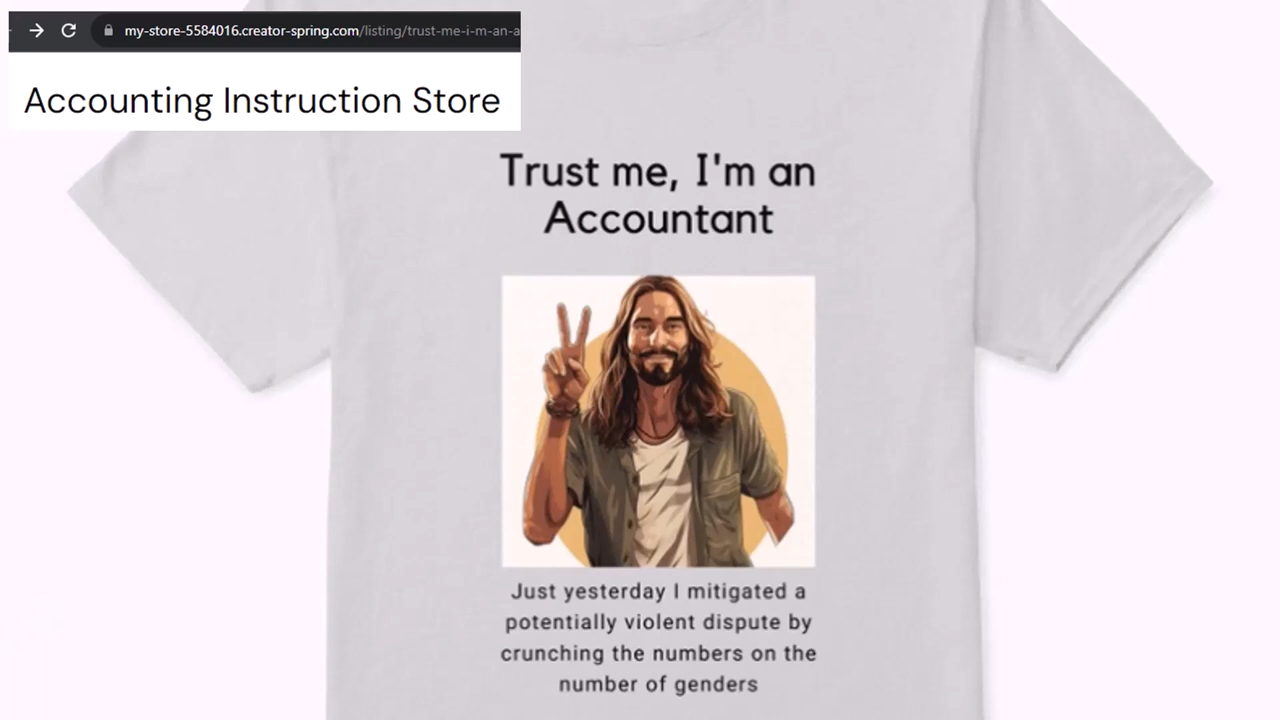 my-store-5584016.creator-spring.com/listing/trust-me-i-m-an-a
Accounting Instruction Store
Trust me, I'm an
Accountant
Just yesterday I mitigated a
potentially violent dispute by
crunching the numbers on the
number of genders